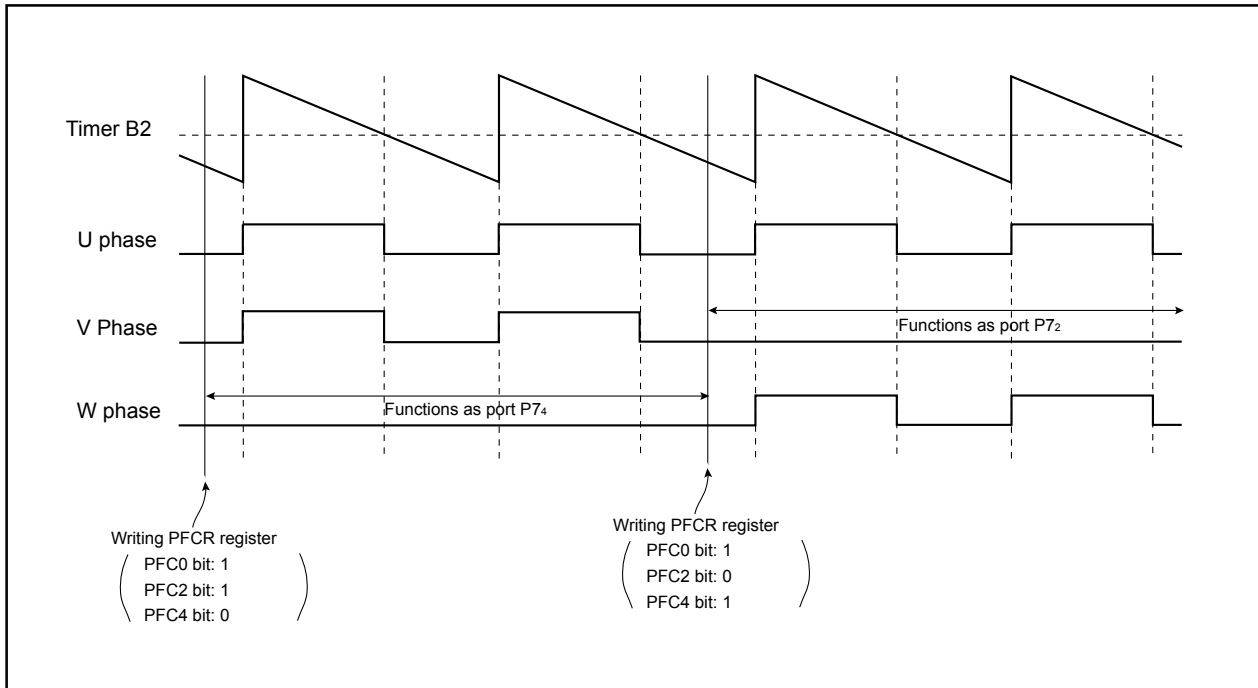 Timer B2
U phase
V Phase
Functions as port P72
W phase
Functions as port P74
Writing PFCR register
PFC0 bit: 1
PFC2 bit: 1
PFC4 bit: 0
Writing PFCR register
PFC0 bit: 1
PFC2 bit: 0
PFC4 bit: 1